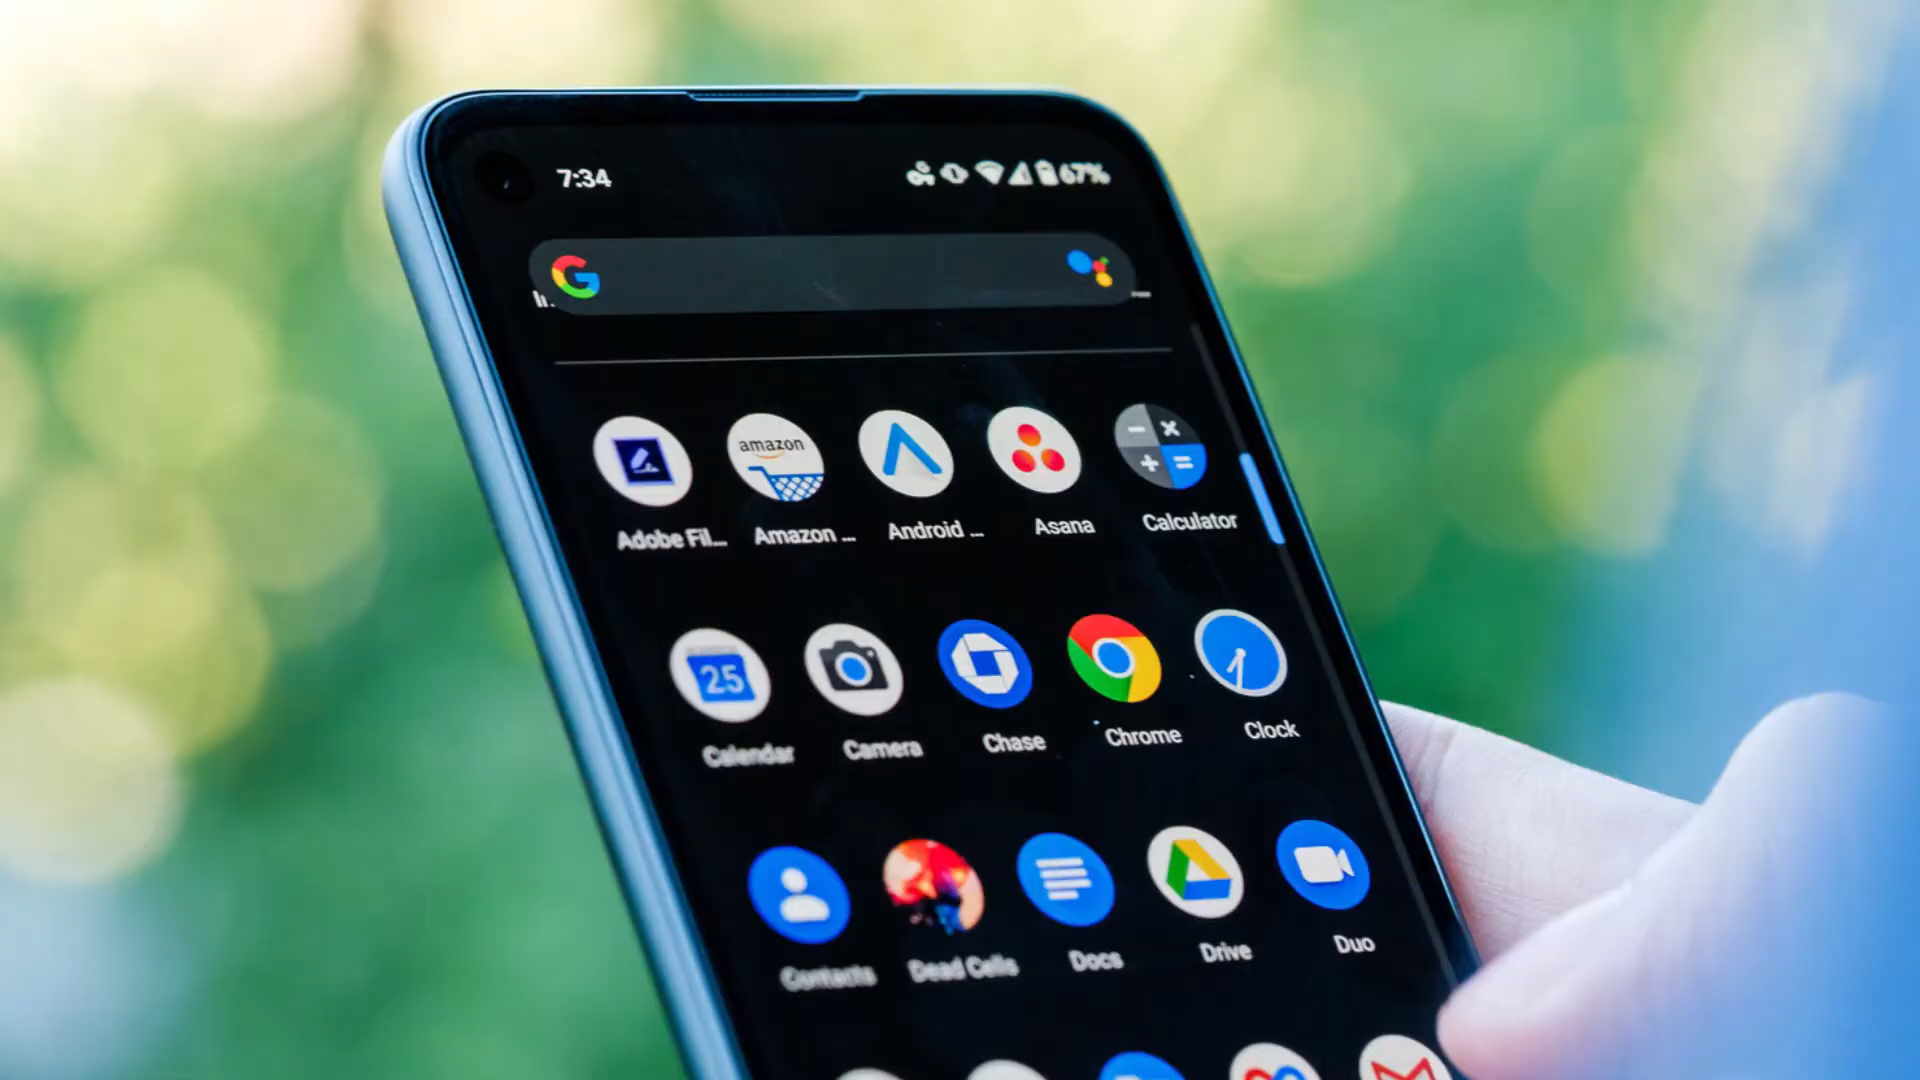 7:34 67%
amazon
Adobe Fil... Amazon ... Android ... Asana Calculator
25
Calendar Camera Chase Chrome Clock
Contacts Dead Cells Docs Drive Duo